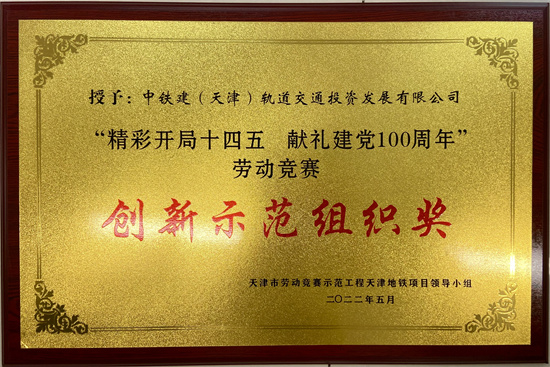 授予：中铁建（天津）轨道交通投资发展有限公司
“精彩开局十四五 献礼建党100周年”
劳动竞赛
创新示范组织奖
天津市劳动竞赛示范工程天津地铁项目领导小组
二〇二二年五月